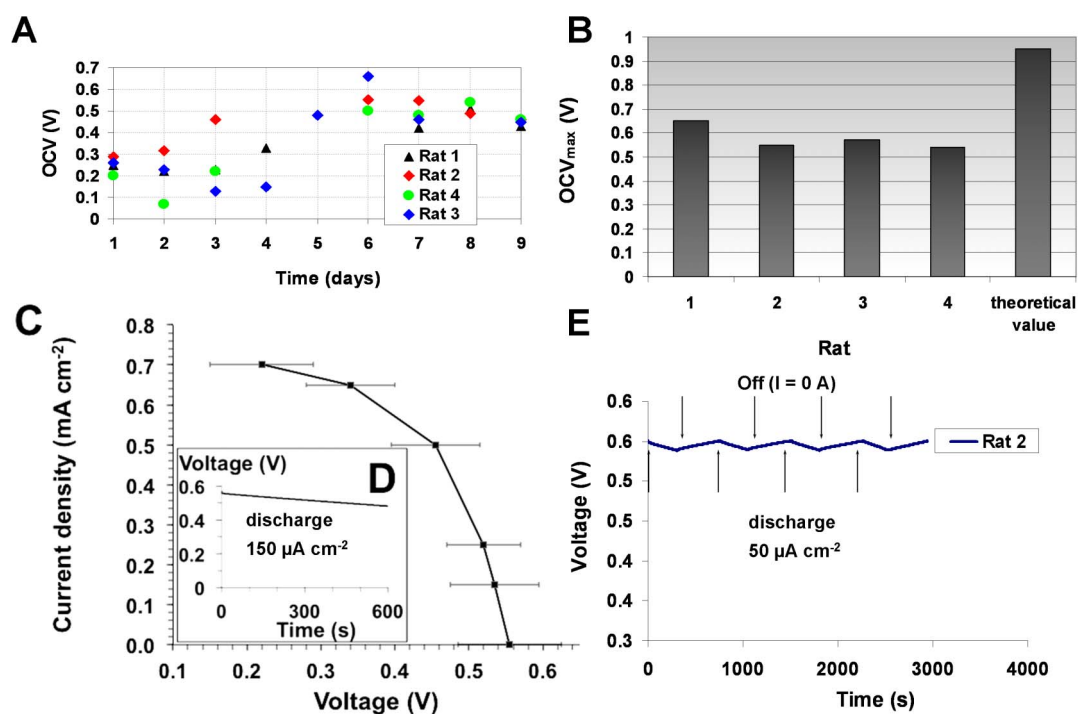 A
OCV (V)
0.7
0.6
0.5
0.4
0.3
0.2
0.1
0
1 2 3 4 5 6 7 8 9
Time (days)
Rat 1
Rat 2
Rat 4
Rat 3
B
OCVmax (V)
1
0.9
0.8
0.7
0.6
0.5
0.4
0.3
0.2
0.1
0
1 2 3 4 theoretical
value
Rat
C
Current density (mA cm-2)
0.8
0.7
0.6
0.5
0.4
0.3
0.2
0.1
0.0
0.1 0.2 0.3 0.4 0.5 0.6
Voltage (V)
D
Voltage (V)
0.6
0.4
0.2
0
discharge
150 µA cm-2
0 300 600
Time (s)
E
Off (I = 0 A)
Voltage (V)
0.6
0.6
0.5
0.5
0.4
0.4
0.3
Rat 2
discharge
50 µA cm-2
0 1000 2000 3000 4000
Time (s)